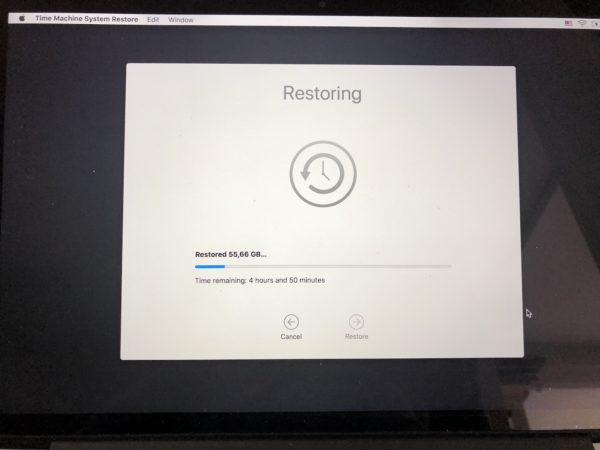 Time Machine System Restore Edit Window
Restoring
Restored 55,66 GB...
Time remaining: 4 hours and 50 minutes
Cancel Restore